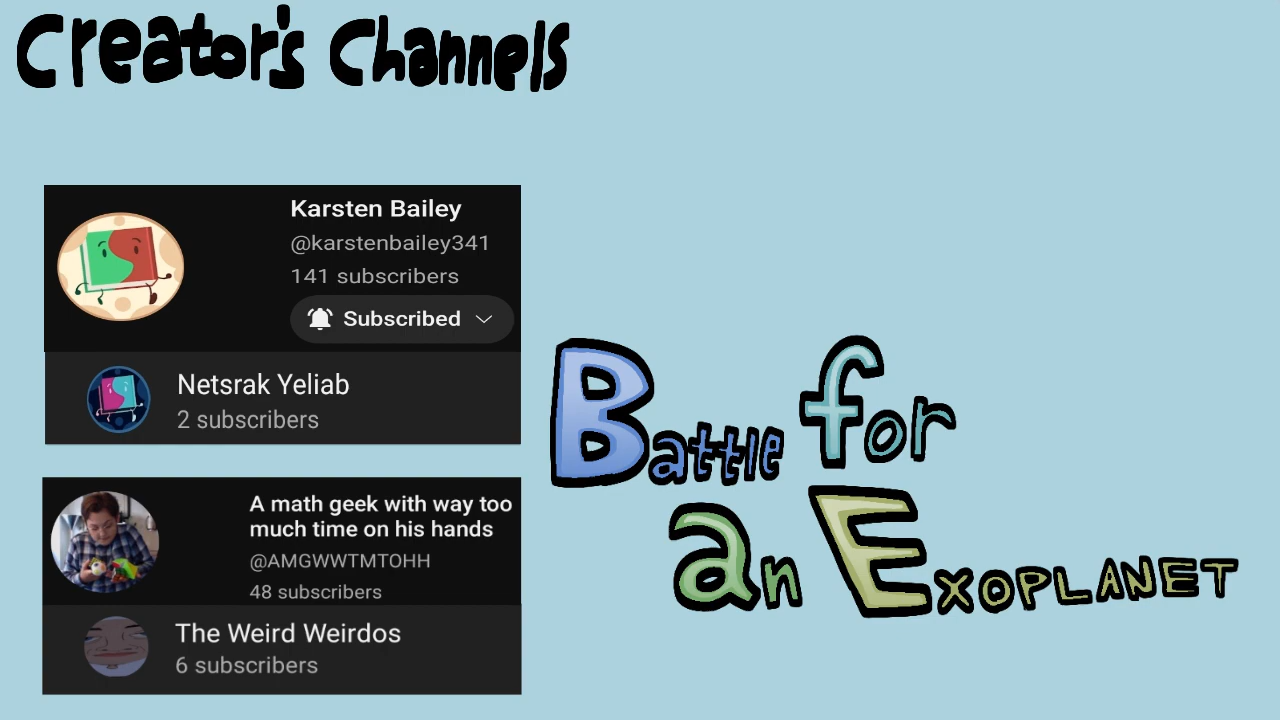 Creator's Channels
Karsten Bailey
@karstenbailey341
141 subscribers
Subscribed
Netsrak Yeliab
2 subscribers
A math geek with way too
much time on his hands
@AMGWWTMTOHH
48 subscribers
The Weird Weirdos
6 subscribers
Battle for
an EXOPLANET